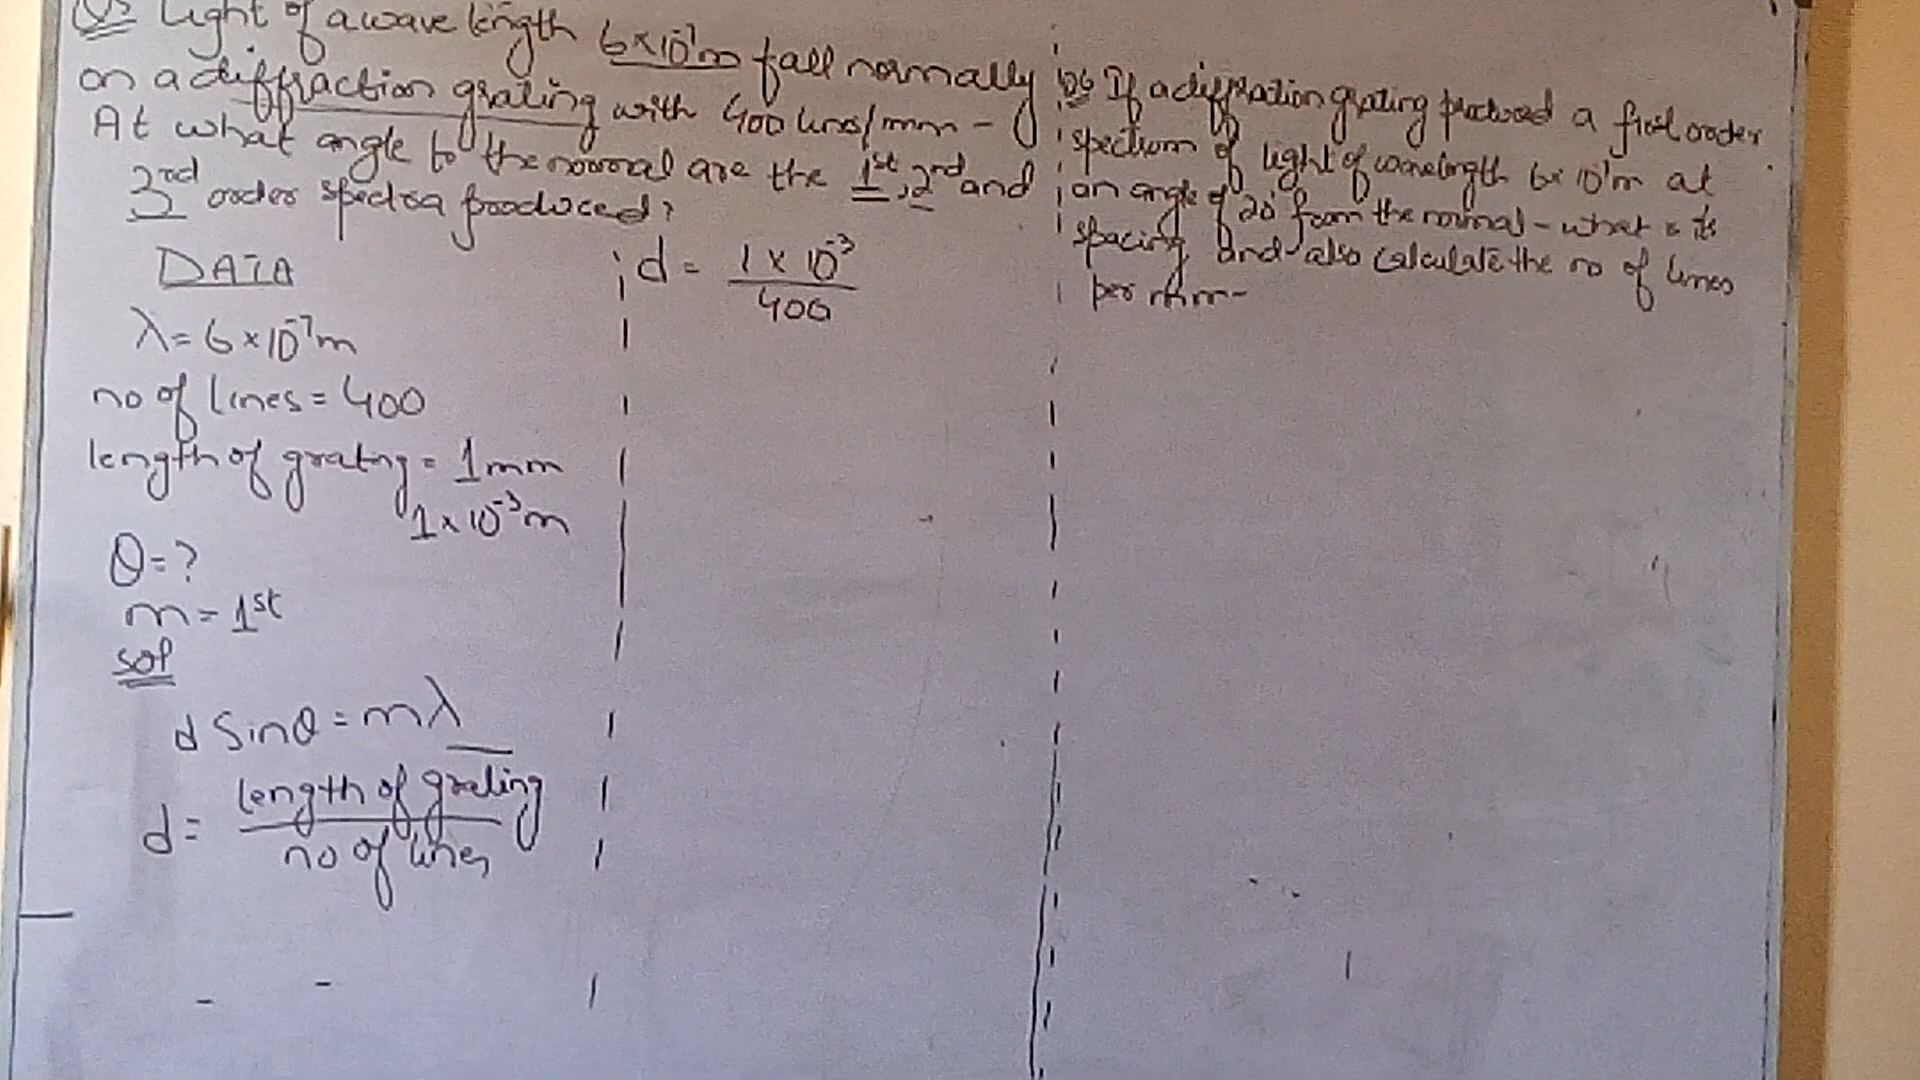 Q5 Light of a wave length 6×10⁻⁷m fall normally
on a diffraction grating with 400 lines/mm -
At what angle to the normal are the 1st, 2nd and
3rd order spectra produced?
DATA
λ = 6×10⁻⁷m
no of lines = 400
length of grating = 1mm
1×10⁻³m
θ = ?
m = 1st
sol
d Sinθ = mλ
d = length of grating
no of lines
d = 1×10⁻³
400
Q6 If a diffration grating produced a first order
spectrum of light of wavelength 6×10⁻⁷m at
an angle of 20° from the normal - what is its
spacing and also calculate the no of lines
per mm -